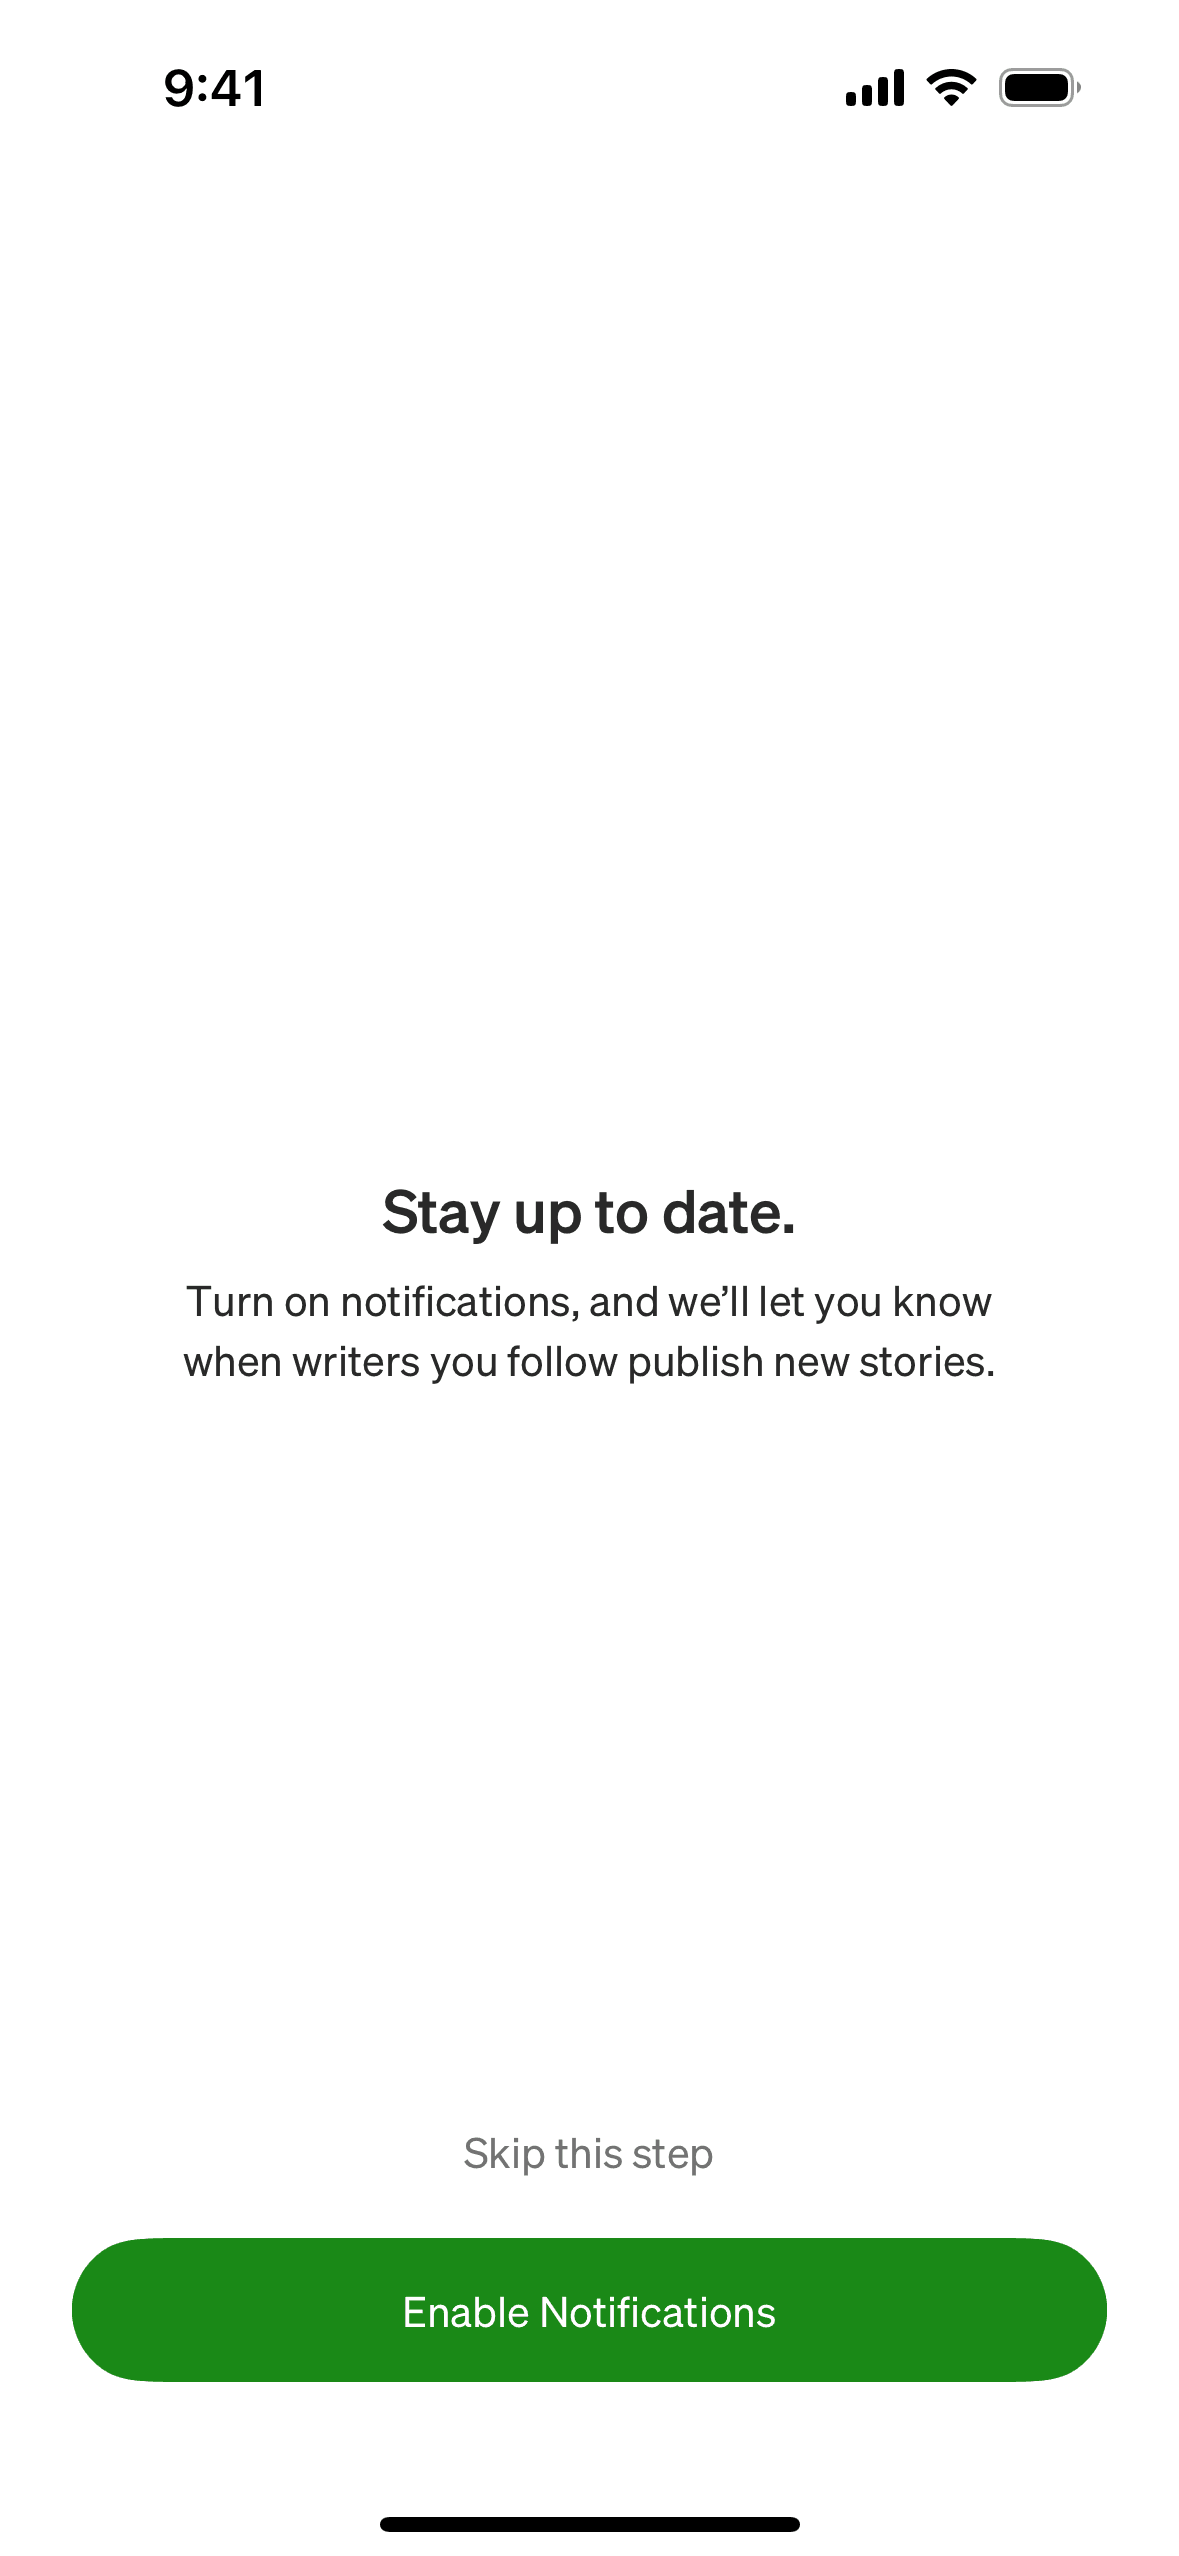 9:41
Stay up to date.
Turn on notifications, and we’ll let you know
when writers you follow publish new stories.
Skip this step
Enable Notifications